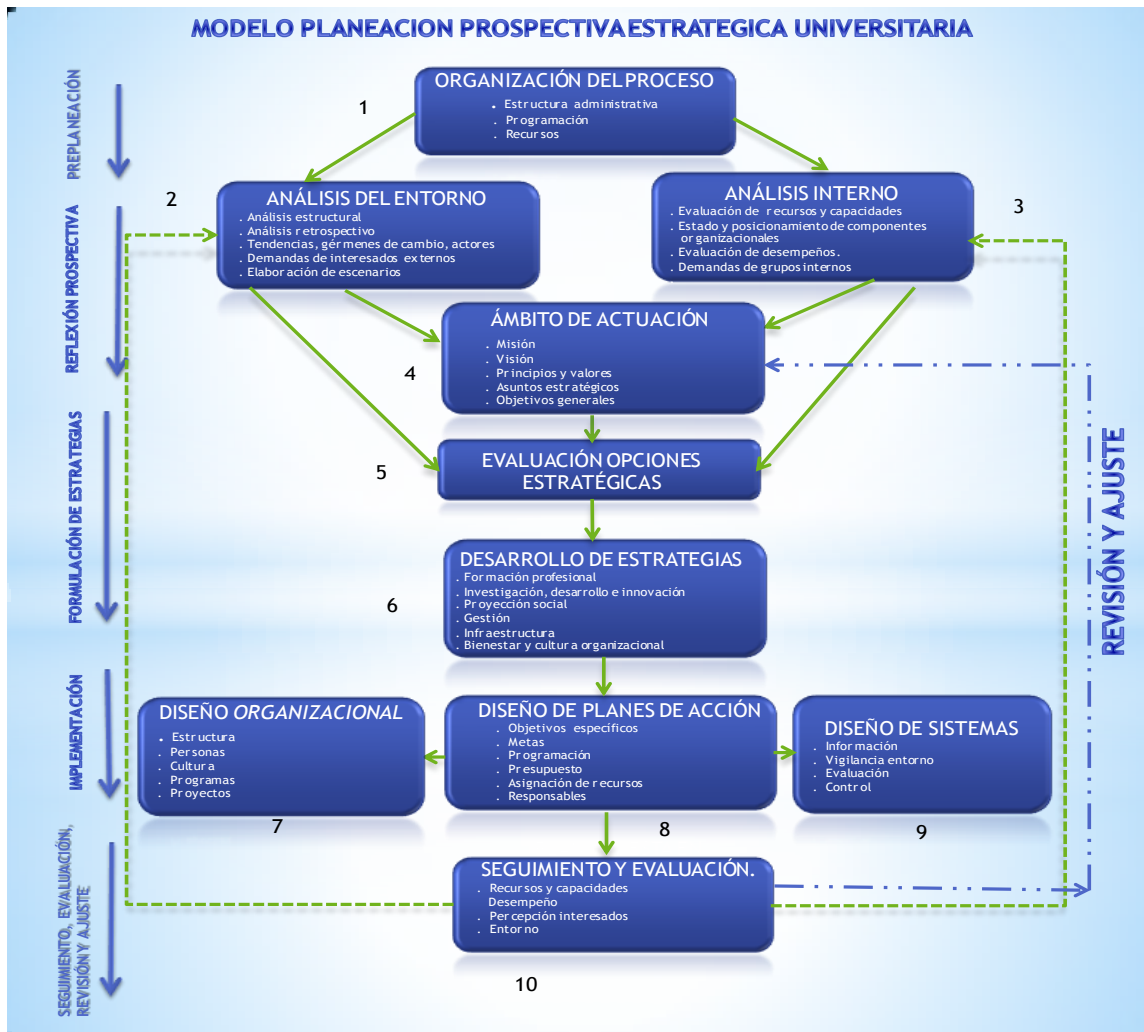 MODELO PLANEACION PROSPECTIVA ESTRATEGICA UNIVERSITARIA
PREPLANEACIÓN
1
ORGANIZACIÓN DEL PROCESO
. Estructura administrativa
. Programación
. Recursos
2
ANÁLISIS DEL ENTORNO
. Análisis estructural
. Análisis retrospectivo
. Tendencias, gérmenes de cambio, actores
. Demandas de interesados externos
. Elaboración de escenarios
ANÁLISIS INTERNO
. Evaluación de recursos y capacidades
. Estado y posicionamiento de componentes
organizacionales
. Evaluación de desempeños.
. Demandas de grupos internos
3
REFLEXIÓN PROSPECTIVA
4
ÁMBITO DE ACTUACIÓN
. Misión
. Visión
. Principios y valores
. Asuntos estratégicos
. Objetivos generales
5
EVALUACIÓN OPCIONES
ESTRATÉGICAS
FORMULACIÓN DE ESTRATEGIAS
6
DESARROLLO DE ESTRATEGIAS
. Formación profesional
. Investigación, desarrollo e innovación
. Proyección social
. Gestión
. Infraestructura
. Bienestar y cultura organizacional
REVISIÓN Y AJUSTE
IMPLEMENTACIÓN
DISEÑO ORGANIZACIONAL
. Estructura
. Personas
. Cultura
. Programas
. Proyectos
7
DISEÑO DE PLANES DE ACCIÓN
. Objetivos específicos
. Metas
. Programación
. Presupuesto
. Asignación de recursos
. Responsables
8
DISEÑO DE SISTEMAS
. Información
. Vigilancia entorno
. Evaluación
. Control
9
SEGUIMIENTO, EVALUACIÓN,
REVISIÓN Y AJUSTE
SEGUIMIENTO Y EVALUACIÓN.
. Recursos y capacidades
Desempeño
. Percepción interesados
. Entorno
10